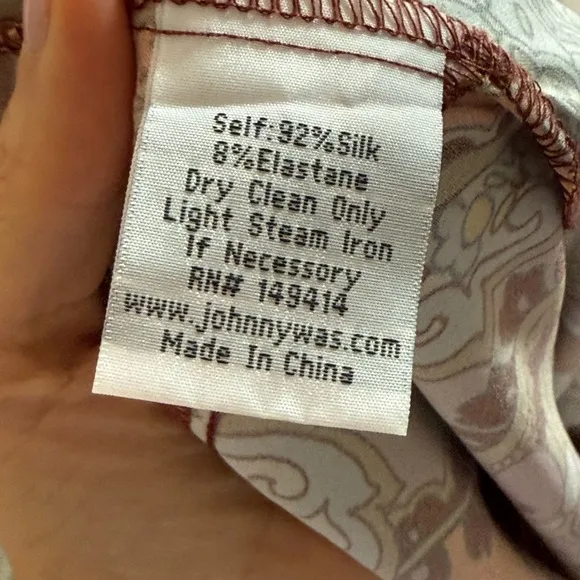 Self:92%Silk
8%Elastane
Dry Clean Only
Light Steam Iron
If Necessory
RN# 149414
www.johnnywas.com
Made In China